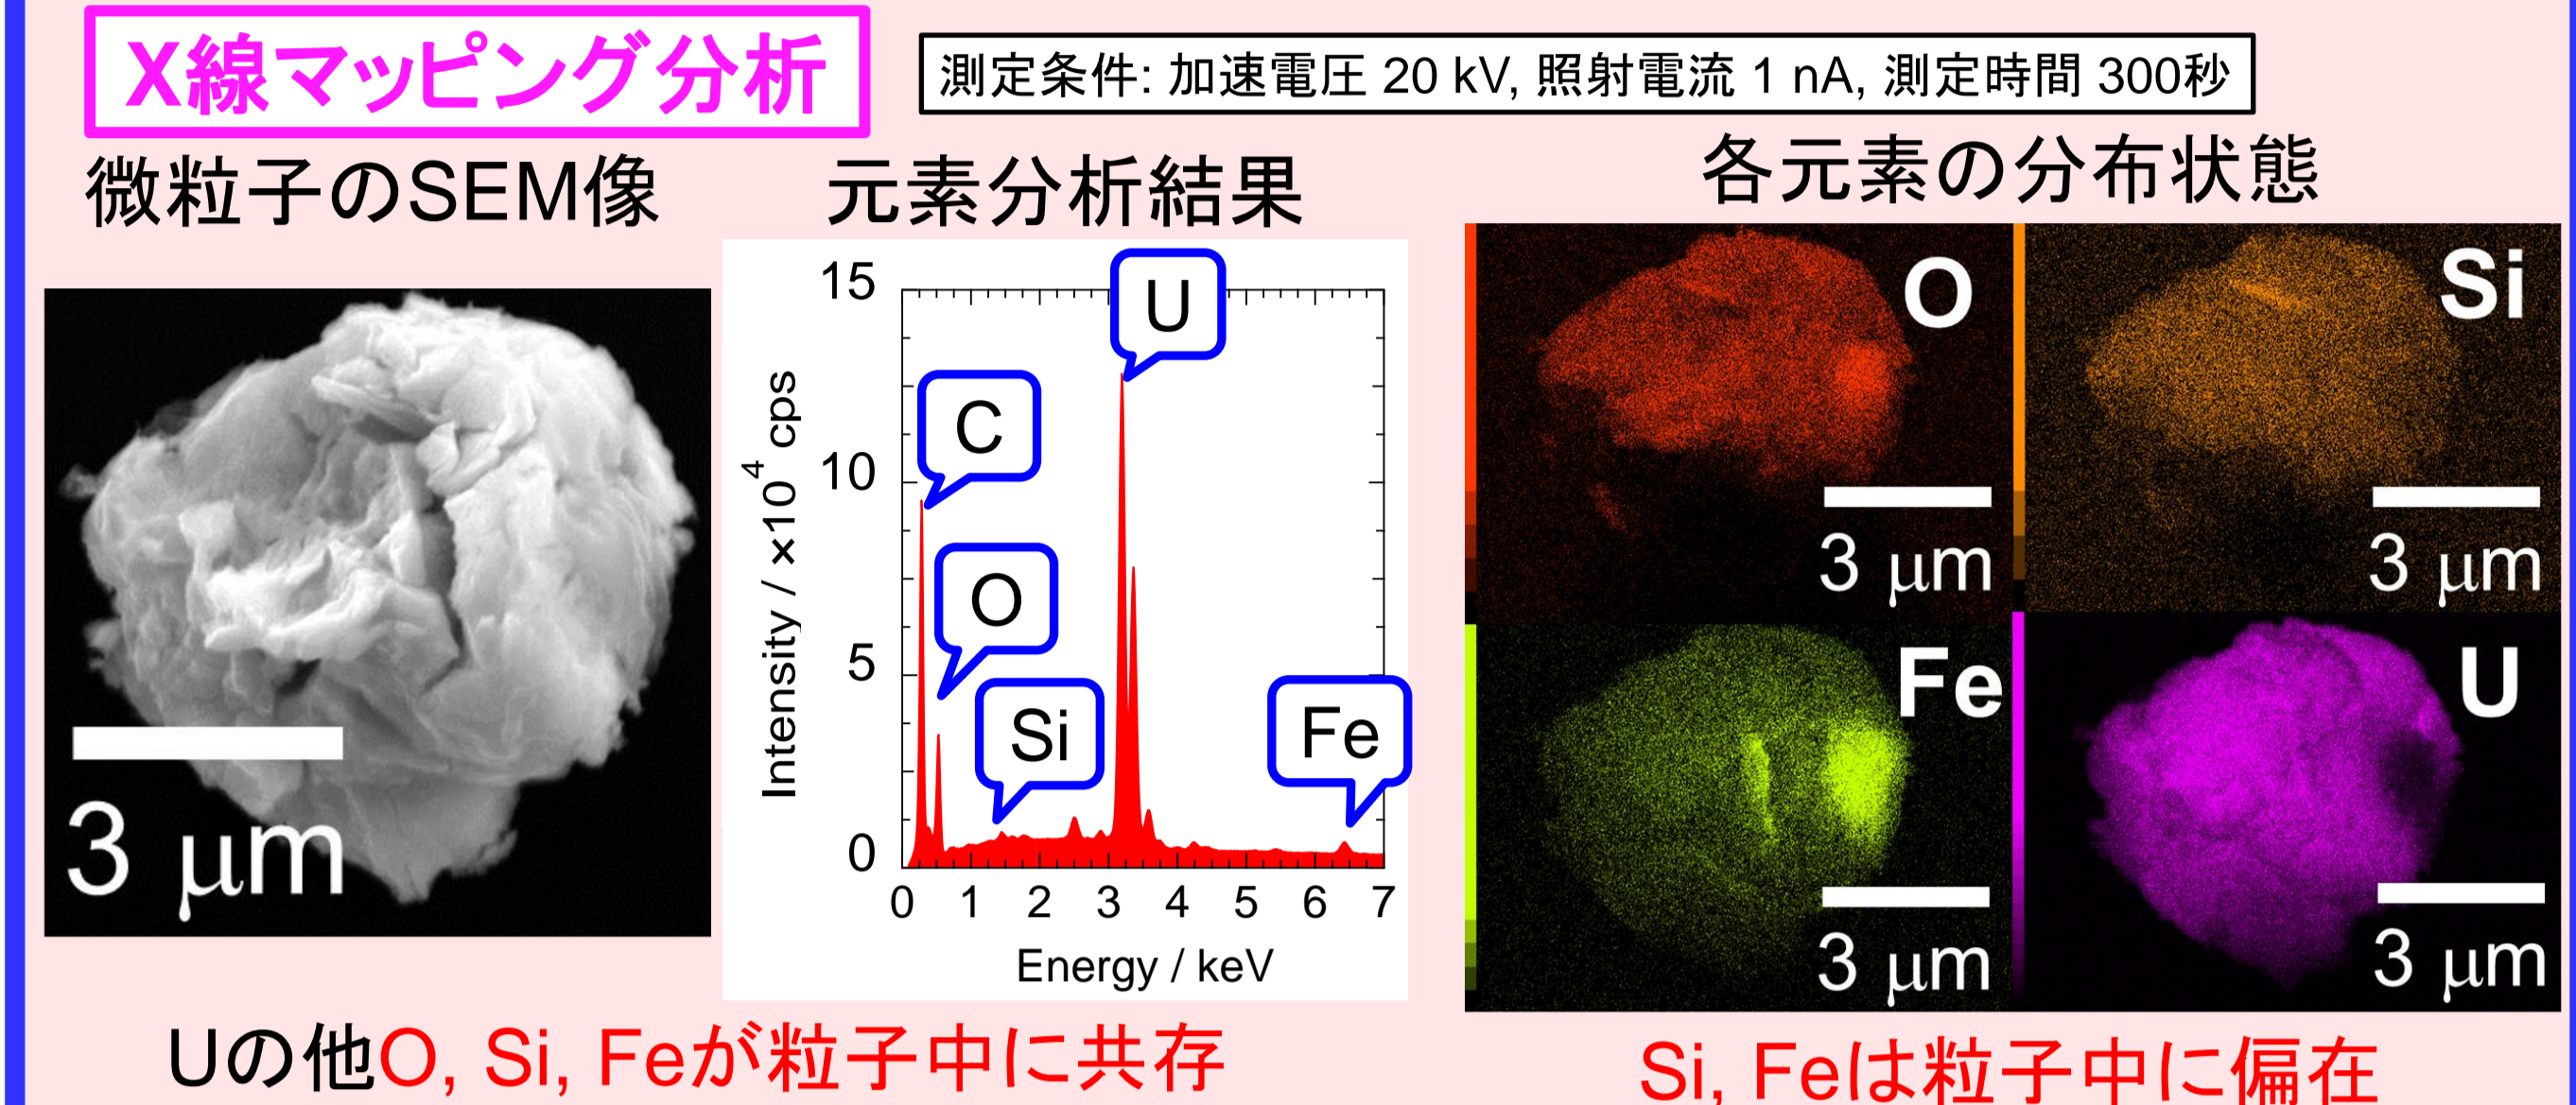 X線マッピング分析
測定条件: 加速電圧 20 kV, 照射電流 1 nA, 測定時間 300秒
微粒子のSEM像
3 μm
元素分析結果
15
10
5
0
Intensity / ×10⁴ cps
C
O
Si
U
Fe
0 1 2 3 4 5 6 7
Energy / keV
各元素の分布状態
O
3 μm
Si
3 μm
Fe
3 μm
U
3 μm
Uの他O, Si, Feが粒子中に共存
Si, Feは粒子中に偏在